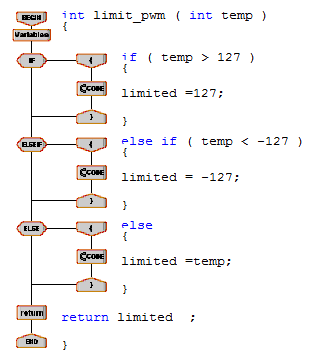 BEGIN int limit_pwm ( int temp )
{
Variables
IF { if ( temp > 127 )
{
CODE limited =127;
} }
ELSEIF { else if ( temp < -127 )
{
CODE limited = -127;
} }
ELSE { else
{
CODE limited =temp;
} }
return return limited ;
END }